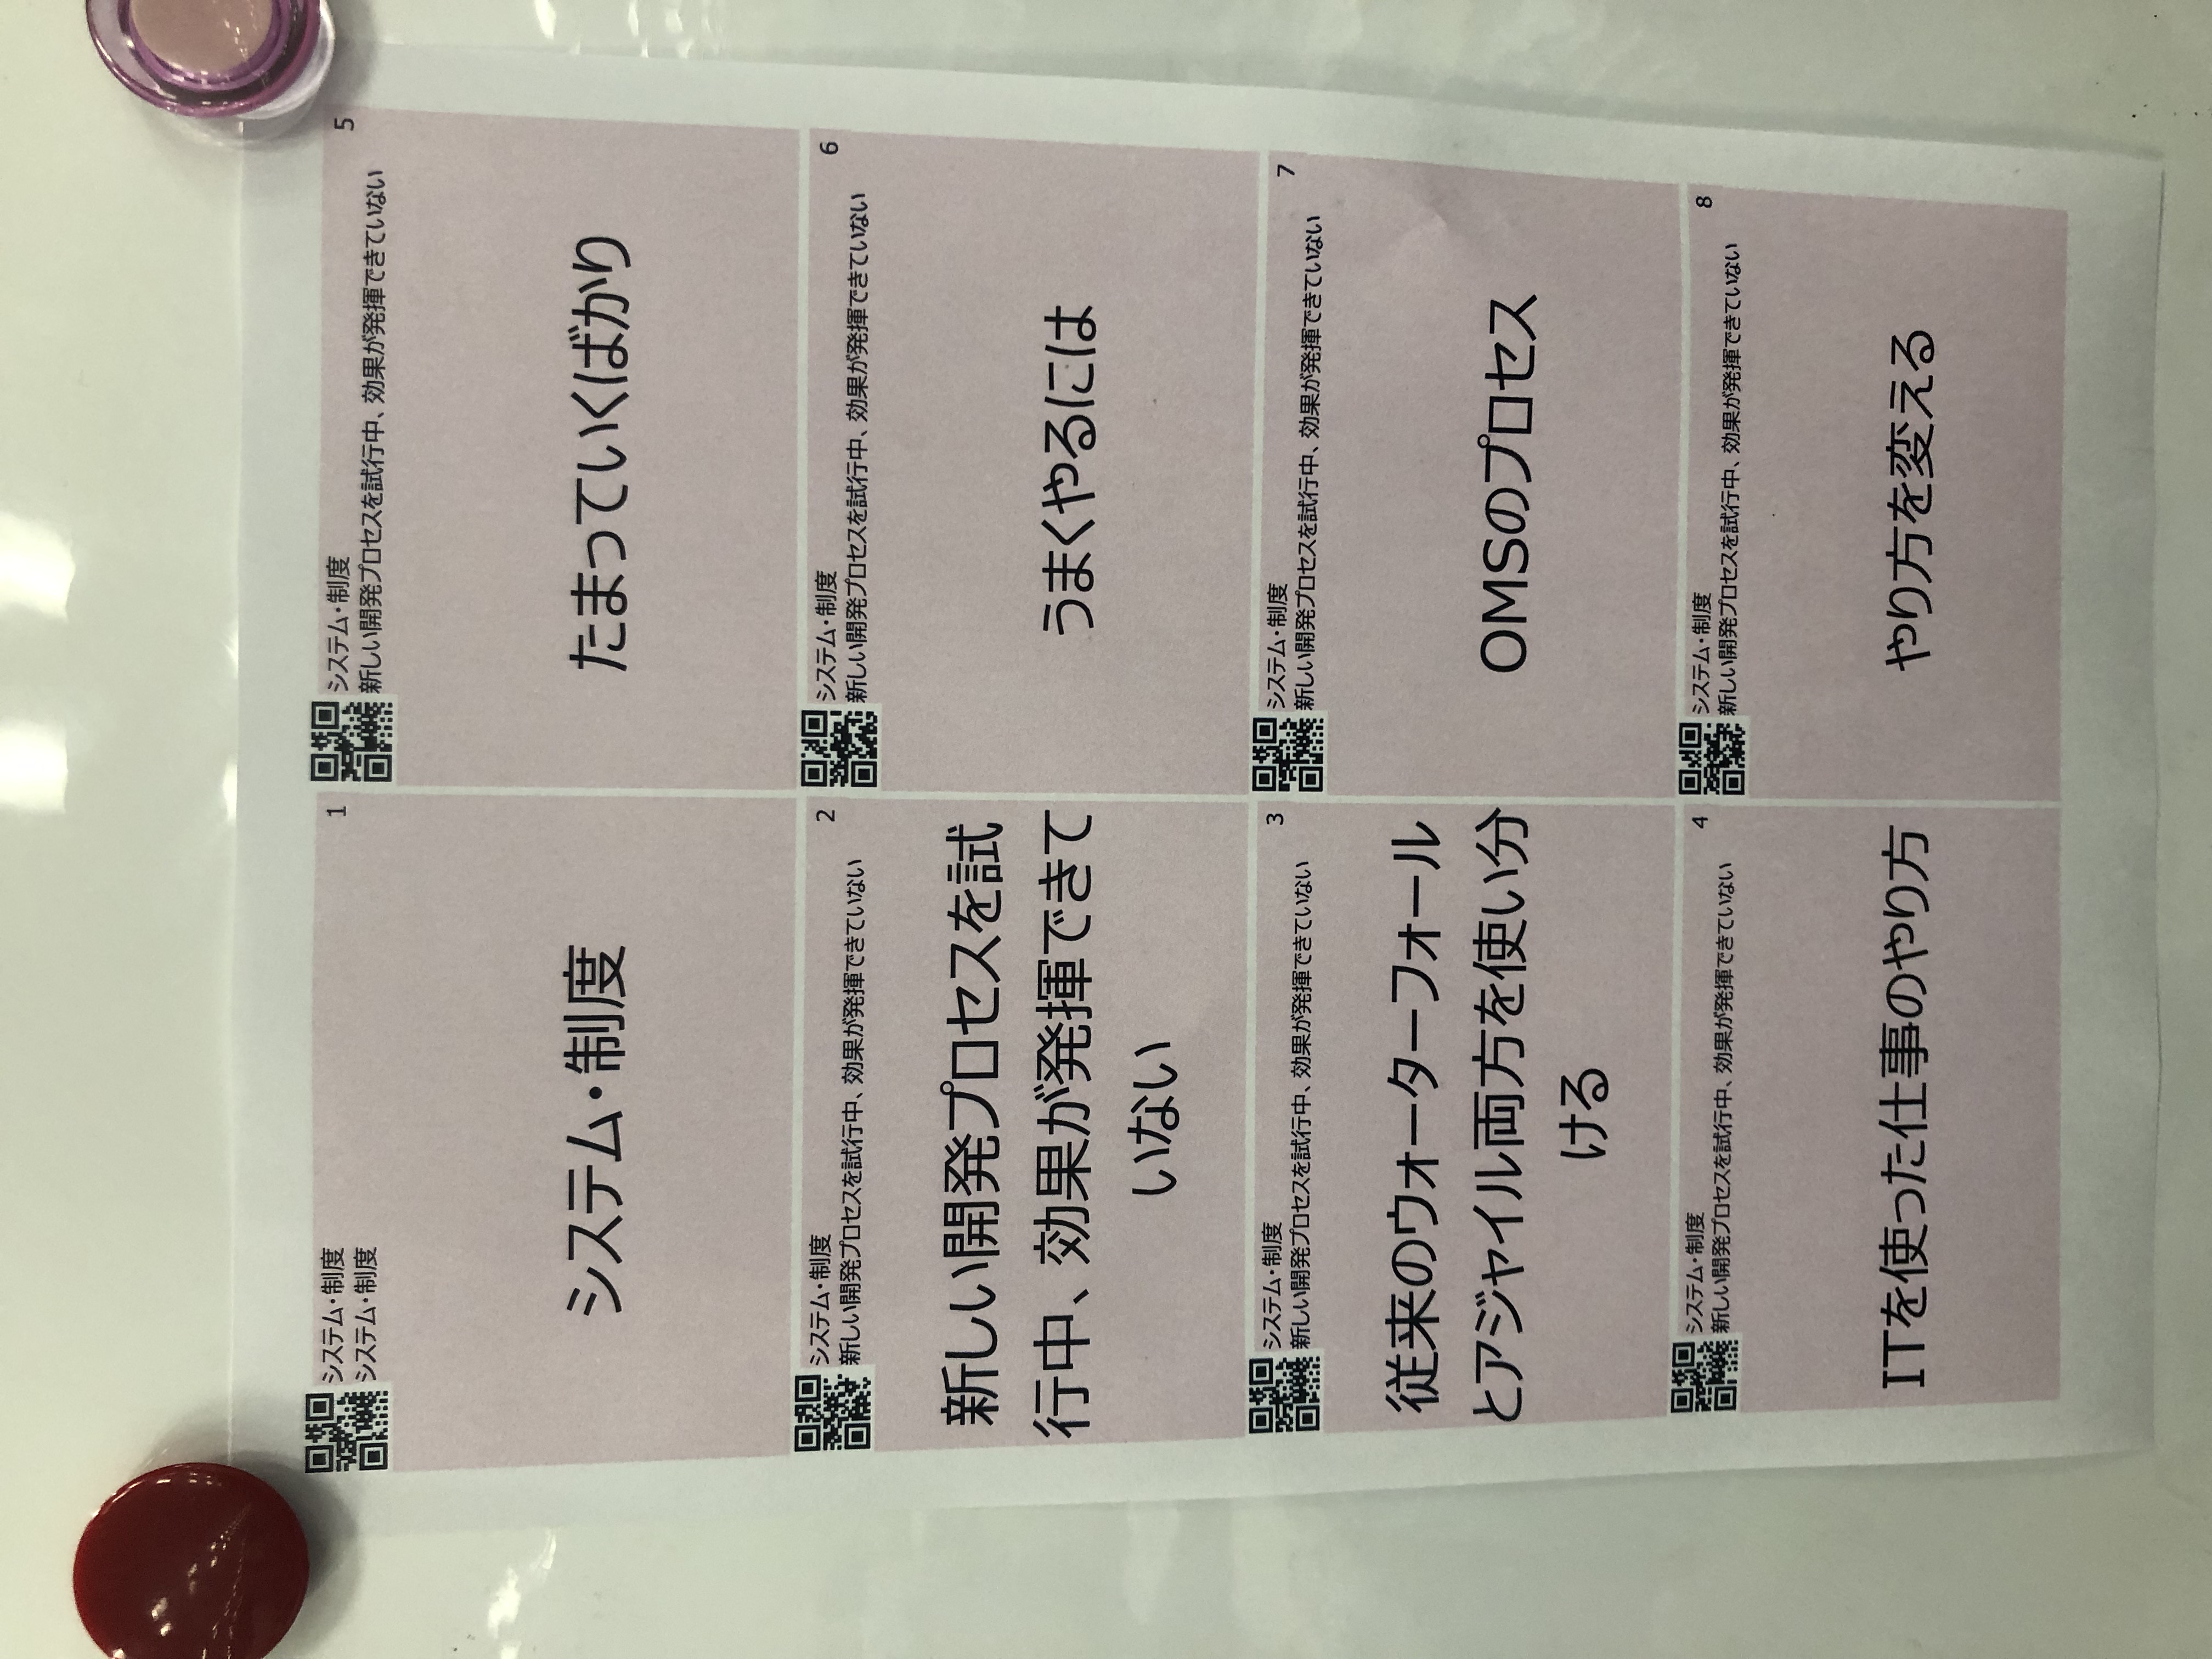 システム・制度
システム・制度
1
システム・制度
システム・制度
新しい開発プロセスを試行中、効果が発揮できていない
2
新しい開発プロセスを試
行中、効果が発揮できて
いない
システム・制度
新しい開発プロセスを試行中、効果が発揮できていない
3
従来のウォーターフォール
とアジャイル両方を使い分
ける
システム・制度
新しい開発プロセスを試行中、効果が発揮できていない
4
ITを使った仕事のやり方
システム・制度
新しい開発プロセスを試行中、効果が発揮できていない
5
たまっていくばかり
システム・制度
新しい開発プロセスを試行中、効果が発揮できていない
6
うまくやるには
システム・制度
新しい開発プロセスを試行中、効果が発揮できていない
7
OMSのプロセス
システム・制度
新しい開発プロセスを試行中、効果が発揮できていない
8
やり方を変える